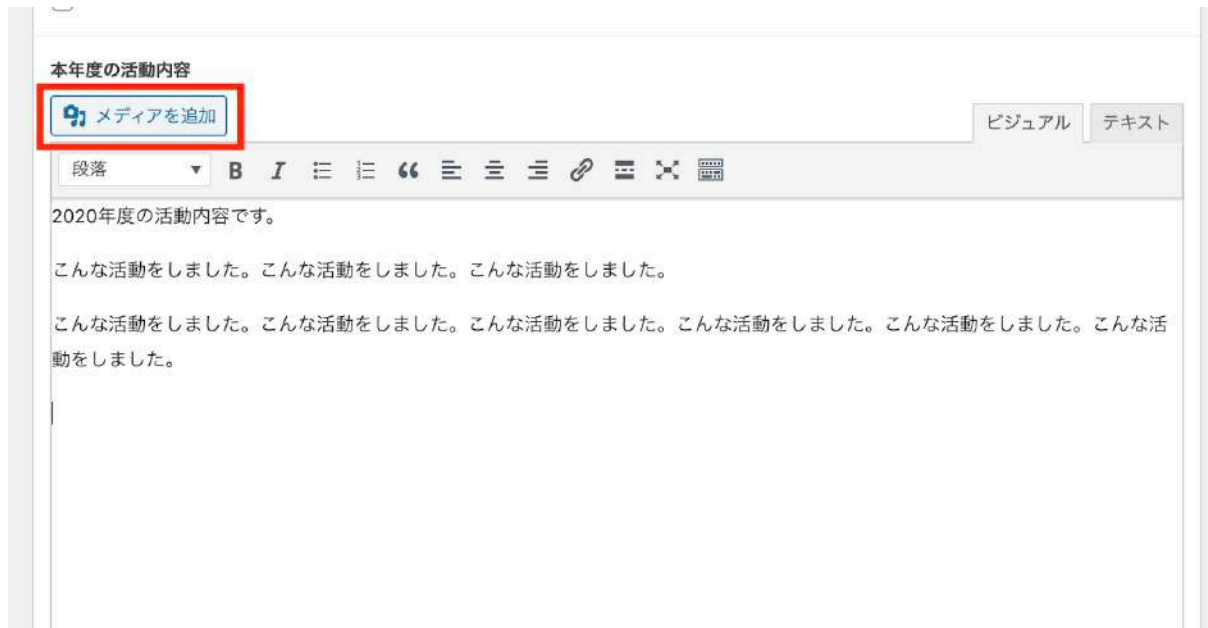 本年度の活動内容
メディアを追加
ビジュアル テキスト
段落 B I
2020年度の活動内容です。
こんな活動をしました。こんな活動をしました。こんな活動をしました。
こんな活動をしました。こんな活動をしました。こんな活動をしました。こんな活動をしました。こんな活動をしました。こんな活
動をしました。